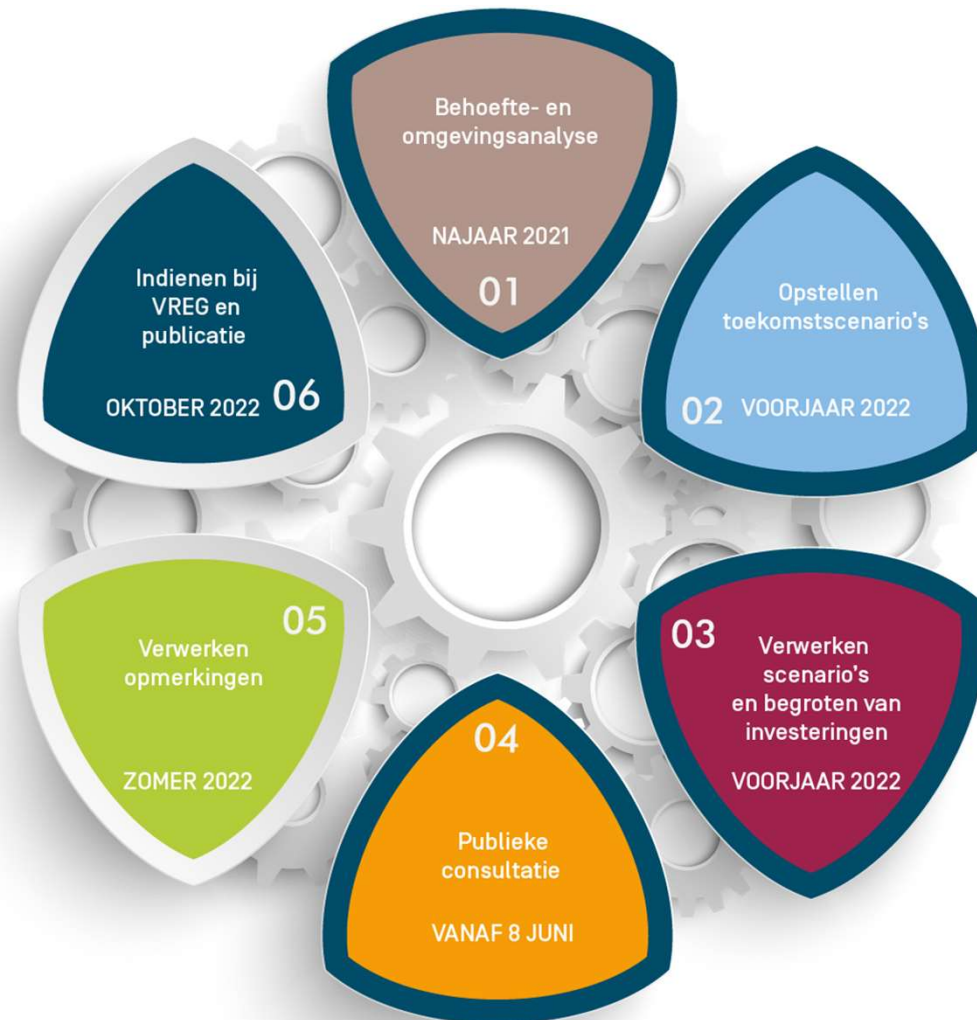 Behoefte- en
omgevingsanalyse
NAJAAR 2021
01
Opstellen
toekomstscenario's
02 VOORJAAR 2022
03
Verwerken
scenario's
en begroten van
investeringen
VOORJAAR 2022
04
Publieke
consultatie
VANAF 8 JUNI
05
Verwerken
opmerkingen
ZOMER 2022
Indienen bij
VREG en
publicatie
OKTOBER 2022 06